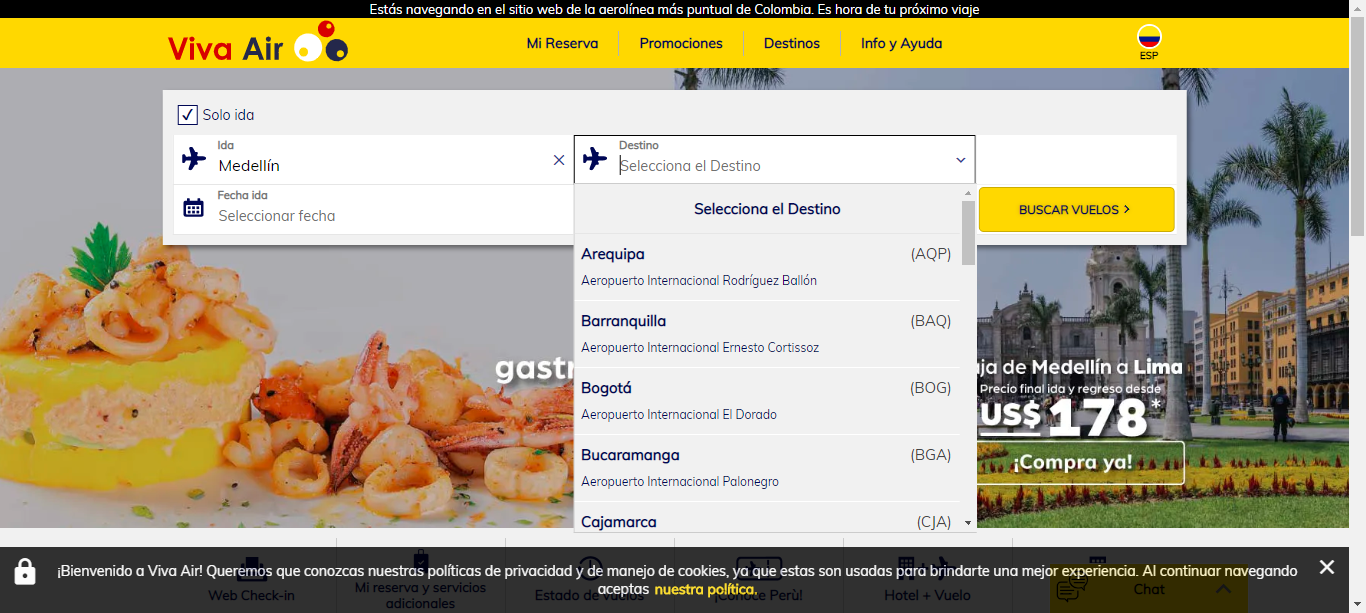 Estás navegando en el sitio web de la aerolínea más puntual de Colombia. Es hora de tu próximo viaje
Viva Air
Mi Reserva
Promociones
Destinos
Info y Ayuda
ESP
Solo ida
Ida
Medellín
Destino
Selecciona el Destino
Fecha ida
Seleccionar fecha
Selecciona el Destino
BUSCAR VUELOS >
Arequipa (AQP)
Aeropuerto Internacional Rodríguez Ballón
Barranquilla (BAQ)
Aeropuerto Internacional Ernesto Cortissoz
Bogotá (BOG)
Aeropuerto Internacional El Dorado
Bucaramanga (BGA)
Aeropuerto Internacional Palonegro
Cajamarca (CJA)
gastr
ja de Medellín a Lima
Precio final ida y regreso desde
US$ 178*
¡Compra ya!
¡Bienvenido a Viva Air! Queremos que conozcas nuestras políticas de privacidad y de manejo de cookies, ya que estas son usadas para brindarte una mejor experiencia. Al continuar navegando
aceptas nuestra política.
Web Check-in
Mi reserva y servicios
adicionales
Estado de vuelos
¡Conoce Perú!
Hotel + Vuelo
Chat